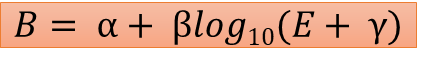 B = α + βlog₁₀(E + γ)